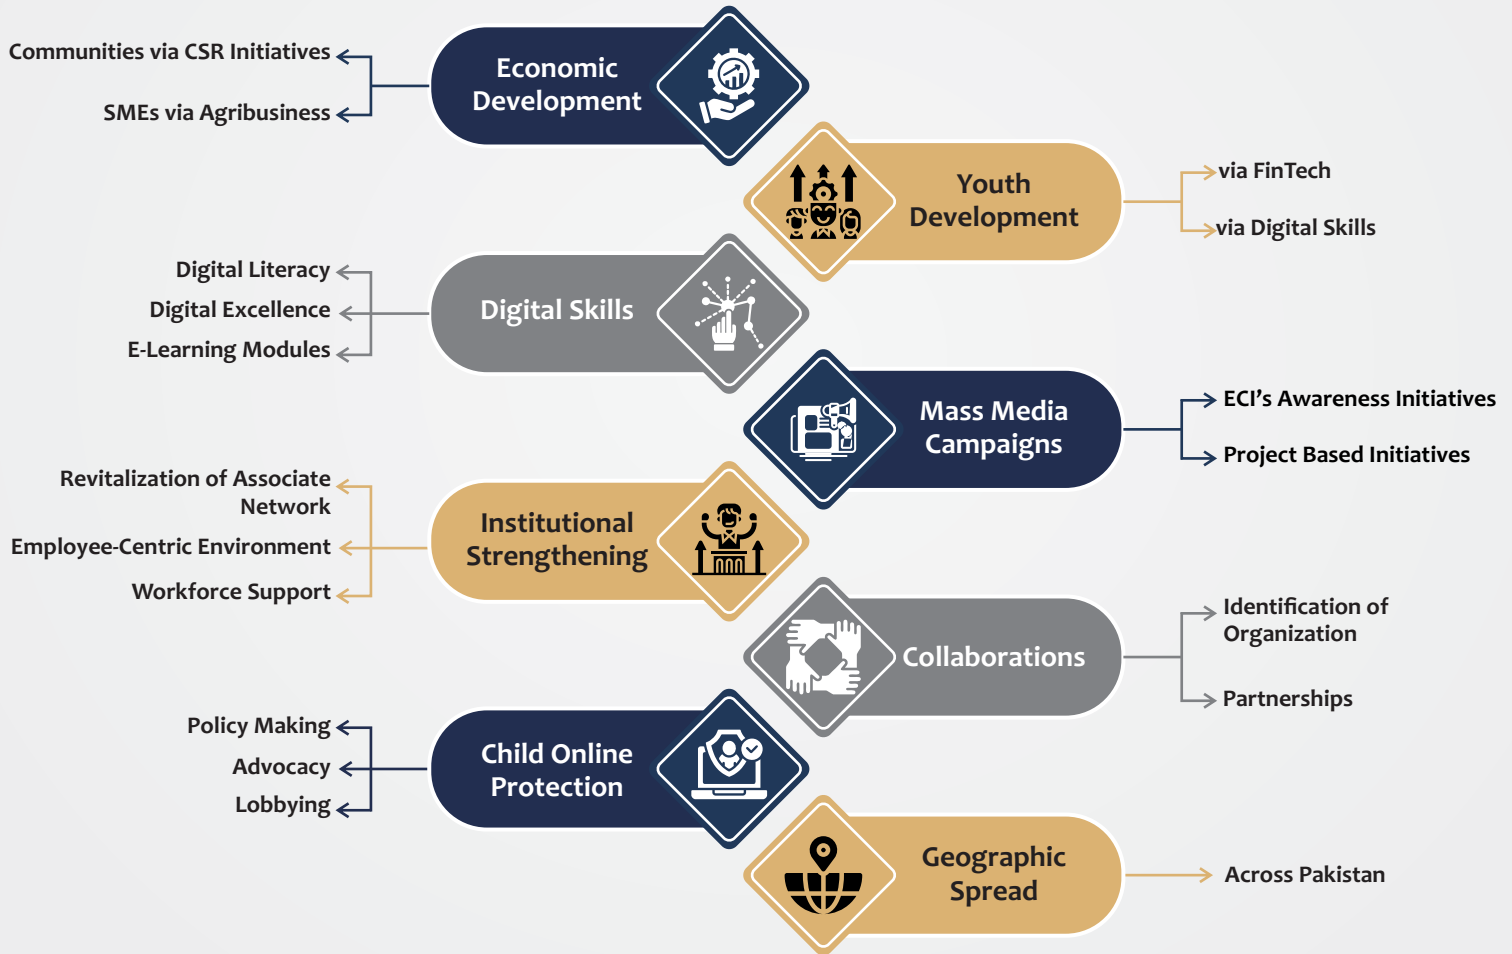 Economic
Development
Communities via CSR Initiatives
SMEs via Agribusiness
Youth
Development
via FinTech
via Digital Skills
Digital Skills
Digital Literacy
Digital Excellence
E-Learning Modules
Mass Media
Campaigns
ECI’s Awareness Initiatives
Project Based Initiatives
Institutional
Strengthening
Revitalization of Associate
Network
Employee-Centric Environment
Workforce Support
Collaborations
Identification of
Organization
Partnerships
Child Online
Protection
Policy Making
Advocacy
Lobbying
Geographic
Spread
Across Pakistan